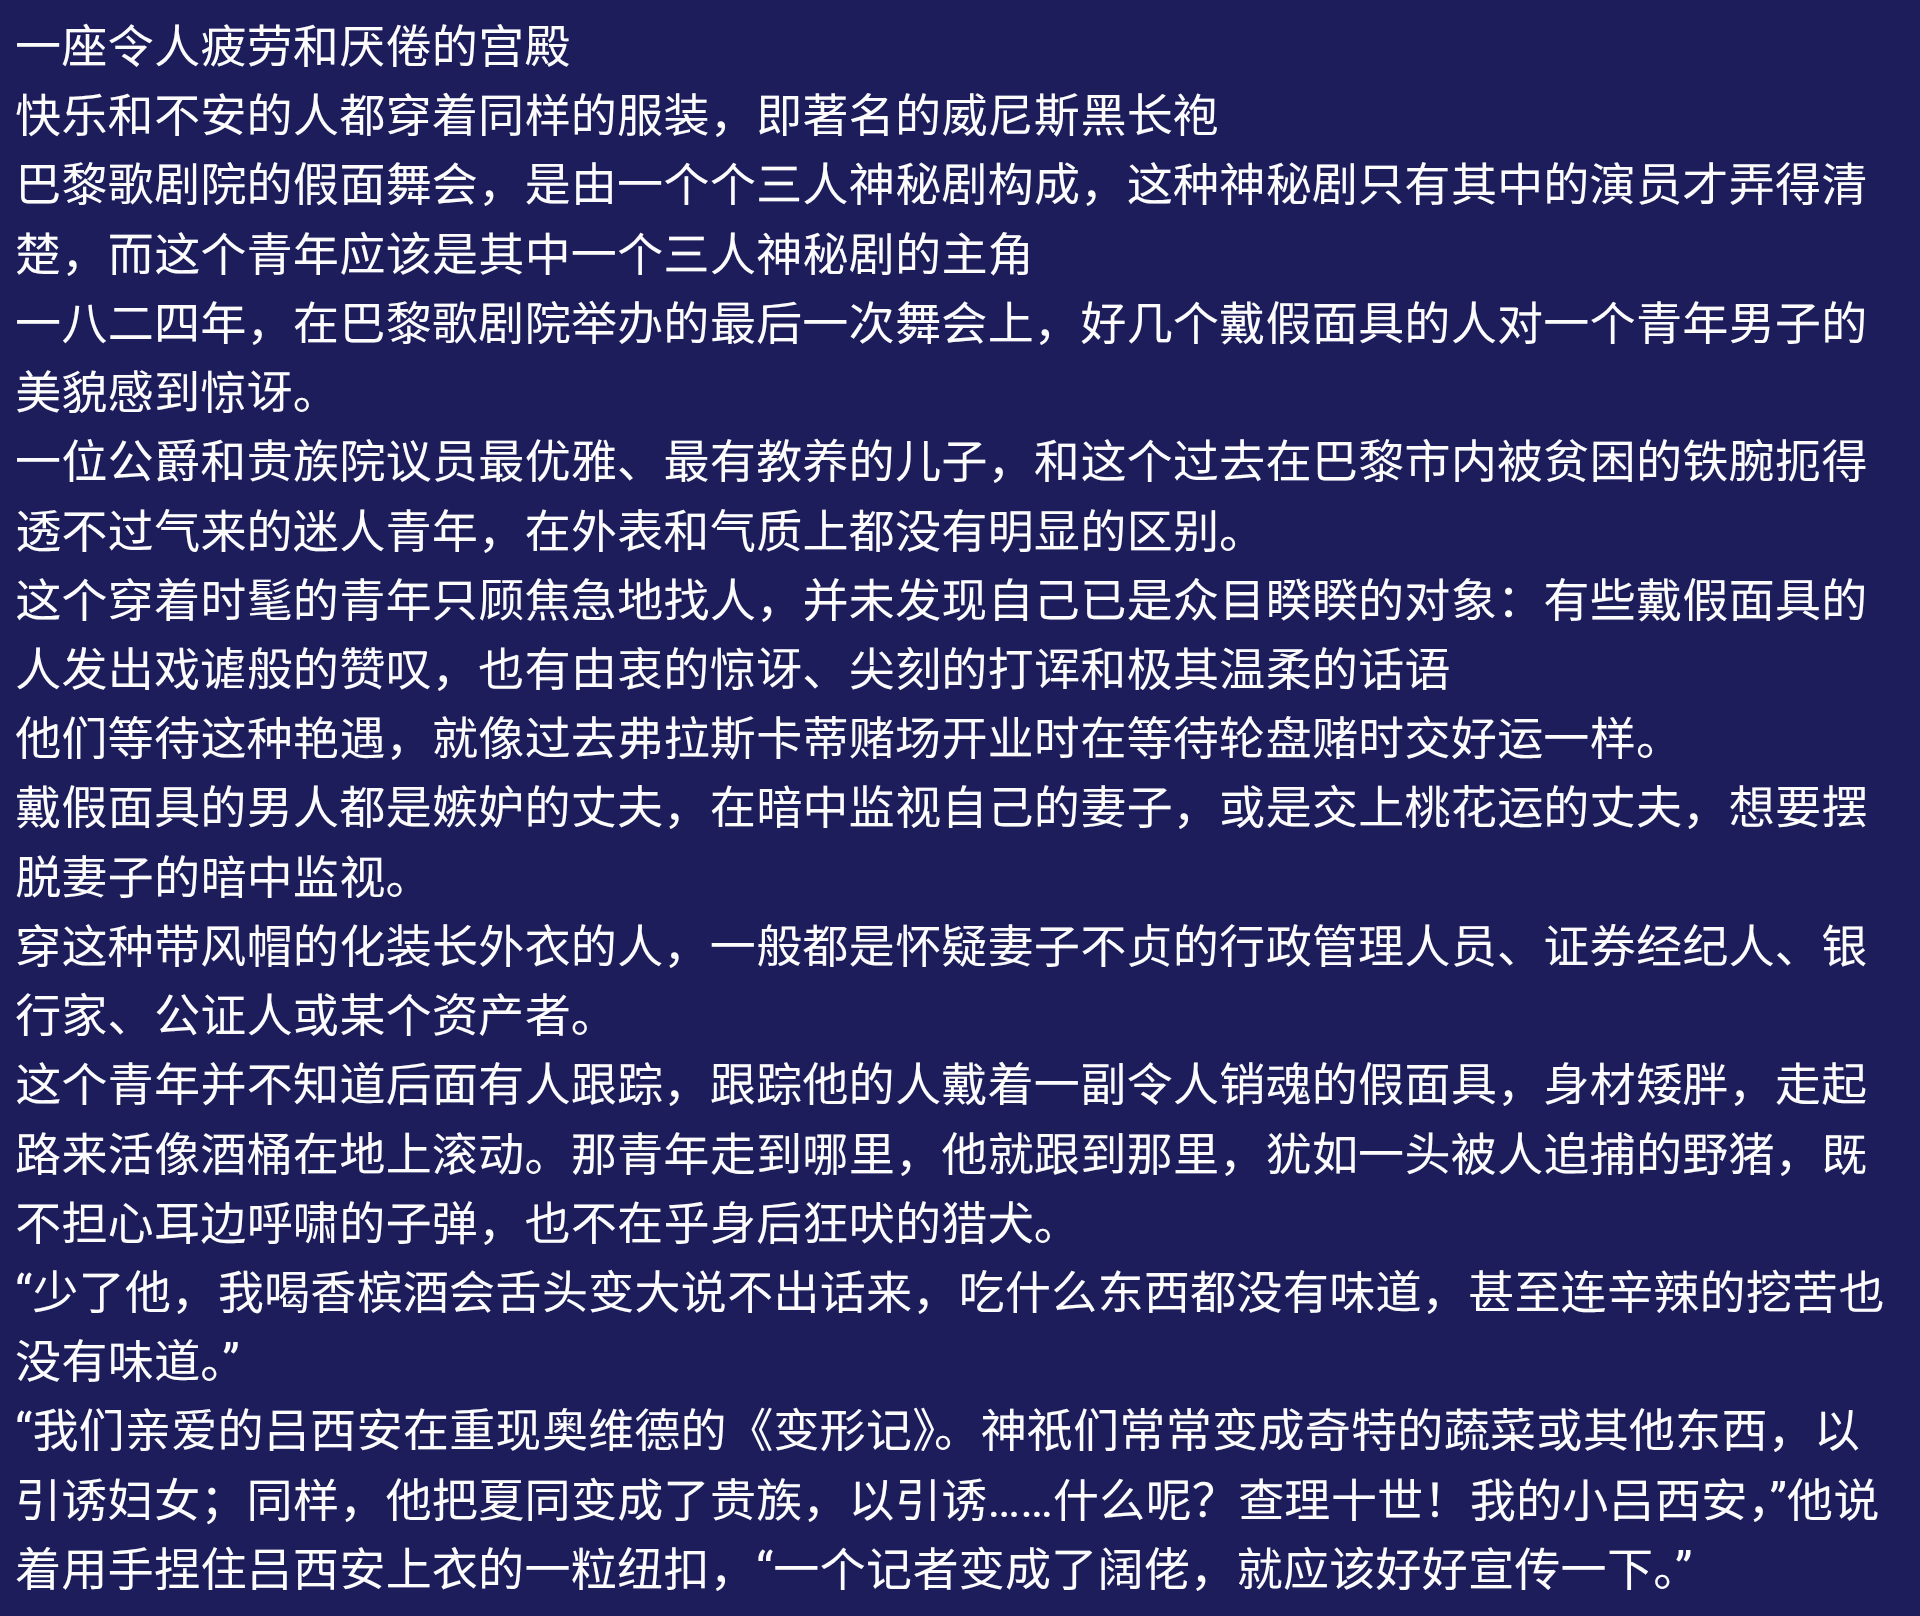 一座令人疲劳和厌倦的宫殿
快乐和不安的人都穿着同样的服装，即著名的威尼斯黑长袍
巴黎歌剧院的假面舞会，是由一个个三人神秘剧构成，这种神秘剧只有其中的演员才弄得清
楚，而这个青年应该是其中一个三人神秘剧的主角
一八二四年，在巴黎歌剧院举办的最后一次舞会上，好几个戴假面具的人对一个青年男子的
美貌感到惊讶。
一位公爵和贵族院议员最优雅、最有教养的儿子，和这个过去在巴黎市内被贫困的铁腕扼得
透不过气来的迷人青年，在外表和气质上都没有明显的区别。
这个穿着时髦的青年只顾焦急地找人，并未发现自己已是众目睽睽的对象：有些戴假面具的
人发出戏谑般的赞叹，也有由衷的惊讶、尖刻的打诨和极其温柔的话语
他们等待这种艳遇，就像过去弗拉斯卡蒂赌场开业时在等待轮盘赌时交好运一样。
戴假面具的男人都是嫉妒的丈夫，在暗中监视自己的妻子，或是交上桃花运的丈夫，想要摆
脱妻子的暗中监视。
穿这种带风帽的化装长外衣的人，一般都是怀疑妻子不贞的行政管理人员、证券经纪人、银
行家、公证人或某个资产者。
这个青年并不知道后面有人跟踪，跟踪他的人戴着一副令人销魂的假面具，身材矮胖，走起
路来活像酒桶在地上滚动。那青年走到哪里，他就跟到那里，犹如一头被人追捕的野猪，既
不担心耳边呼啸的子弹，也不在乎身后狂吠的猎犬。
“少了他，我喝香槟酒会舌头变大说不出话来，吃什么东西都没有味道，甚至连辛辣的挖苦也
没有味道。”
“我们亲爱的吕西安在重现奥维德的《变形记》。神祇们常常变成奇特的蔬菜或其他东西，以
引诱妇女；同样，他把夏同变成了贵族，以引诱……什么呢？查理十世！我的小吕西安，”他说
着用手捏住吕西安上衣的一粒纽扣，“一个记者变成了阔佬，就应该好好宣传一下。”